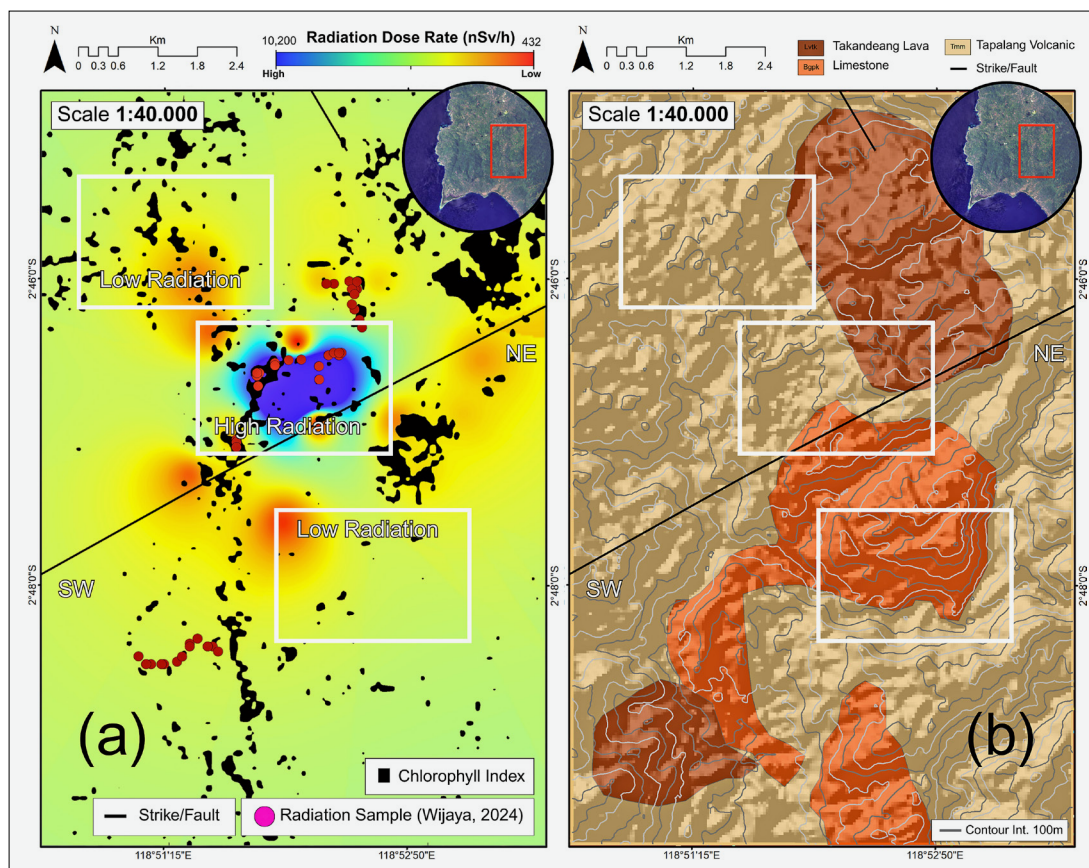 N
Km
0.3 0.9
0 0.6 1.2 1.8 2.4
Radiation Dose Rate (nSv/h)
10,200 432
High Low
Scale 1:40.000
Low Radiation
High Radiation
Low Radiation
NE
SW
2°46'0"S
2°48'0"S
(a)
Chlorophyll Index
Strike/Fault
Radiation Sample (Wijaya, 2024)
118°51'15"E 118°52'50"E
N
Km
0.3 0.9
0 0.6 1.2 1.8 2.4
Lvtk Takandeang Lava
Bgpk Limestone
Tmm Tapalang Volcanic
Strike/Fault
Scale 1:40.000
NE
SW
2°46'0"S
2°48'0"S
(b)
Contour Int. 100m
118°51'15"E 118°52'50"E